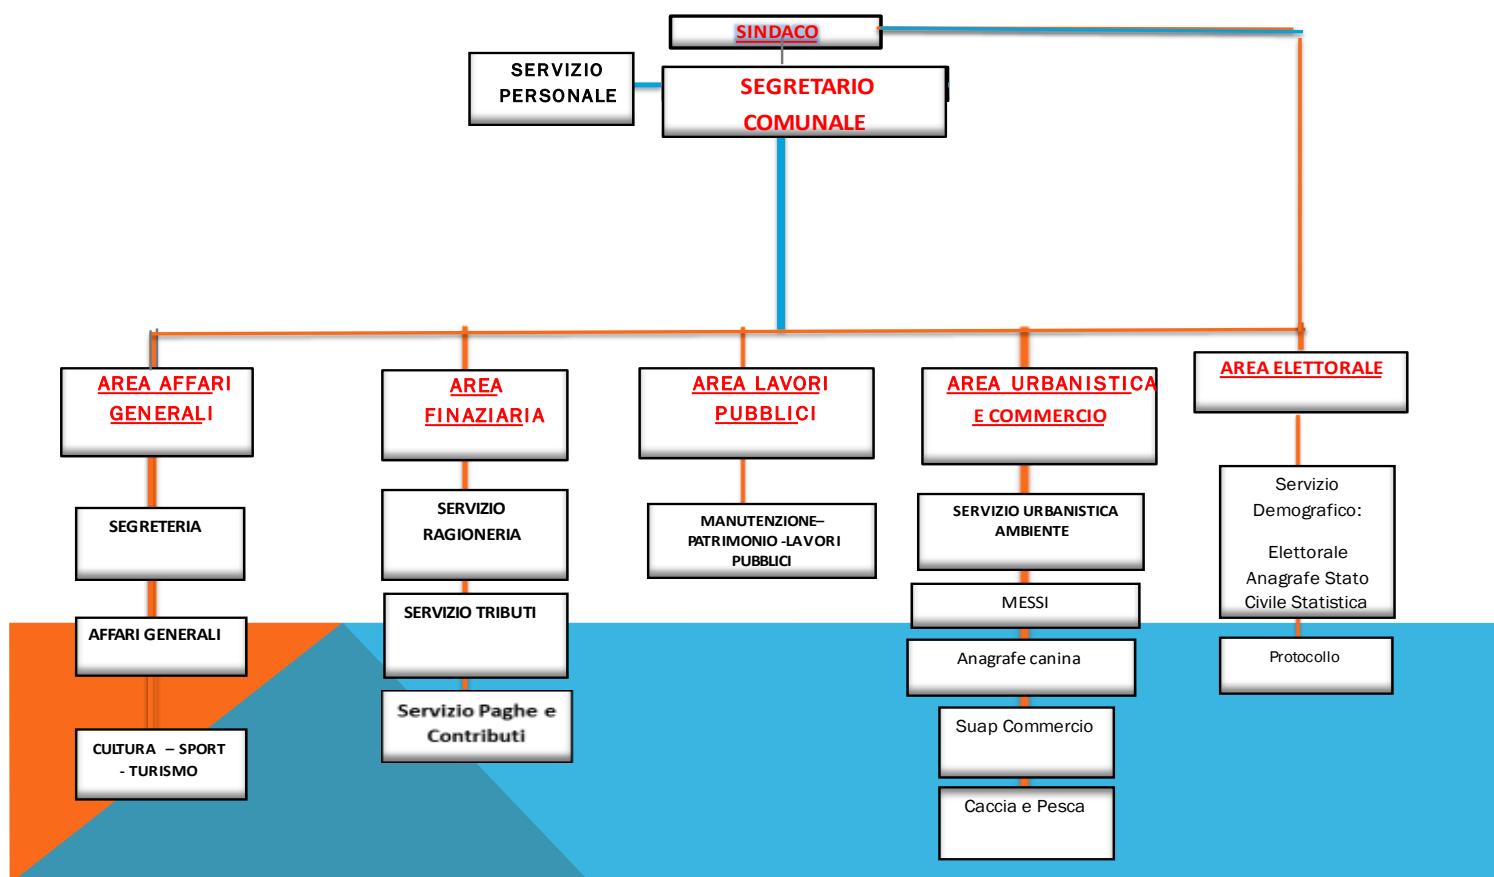 SINDACO
SERVIZIO
PERSONALE
SEGRETARIO
COMUNALE
AREA AFFARI
GENERALI
SEGRETERIA
AFFARI GENERALI
CULTURA – SPORT
- TURISMO
AREA
FINAZIARIA
SERVIZIO
RAGIONERIA
SERVIZIO TRIBUTI
Servizio Paghe e
Contributi
AREA LAVORI
PUBBLICI
MANUTENZIONE–
PATRIMONIO -LAVORI
PUBBLICI
AREA URBANISTICA
E COMMERCIO
SERVIZIO URBANISTICA
AMBIENTE
MESSI
Anagrafe canina
Suap Commercio
Caccia e Pesca
AREA ELETTORALE
Servizio
Demografico:
Elettorale
Anagrafe Stato
Civile Statistica
Protocollo